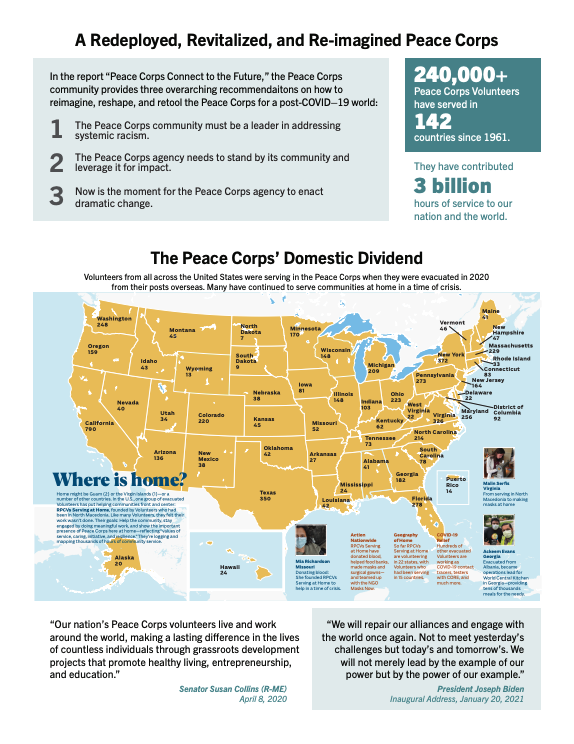 A Redeployed, Revitalized, and Re-imagined Peace Corps
In the report “Peace Corps Connect to the Future,” the Peace Corps
community provides three overarching recommendaitons on how to
reimagine, reshape, and retool the Peace Corps for a post-COVID—19 world:
1 The Peace Corps community must be a leader in addressing
systemic racism.
2 The Peace Corps agency needs to stand by its community and
leverage it for impact.
3 Now is the moment for the Peace Corps agency to enact
dramatic change.
240,000+
Peace Corps Volunteers
have served in
142
countries since 1961.
They have contributed
3 billion
hours of service to our
nation and the world.
The Peace Corps’ Domestic Dividend
Volunteers from all across the United States were serving in the Peace Corps when they were evacuated in 2020
from their posts overseas. Many have continued to serve communities at home in a time of crisis.
Washington
248
Oregon
159
California
790
Nevada
40
Idaho
43
Montana
45
Wyoming
13
Utah
34
Colorado
220
Arizona
136
New
Mexico
38
North
Dakota
7
South
Dakota
9
Nebraska
38
Kansas
45
Oklahoma
42
Texas
350
Minnesota
170
Iowa
81
Missouri
52
Arkansas
27
Louisiana
42
Wisconsin
148
Illinois
148
Michigan
209
Indiana
103
Ohio
223
Kentucky
62
Tennessee
73
Mississippi
24
Alabama
41
Georgia
182
Florida
278
South
Carolina
78
North Carolina
214
Virginia
326
West
Virginia
22
Pennsylvania
273
New York
372
Vermont
46
Maine
41
New
Hampshire
47
Massachusetts
229
Rhode Island
33
Connecticut
83
New Jersey
164
Delaware
22
Maryland
256
District of
Columbia
92
Puerto
Rico
14
Alaska
20
Hawaii
24
Where is home?
Home might be Guam (2) or the Virgin Islands (1)—or a
number of other countries. In the U.S., one group of evacuated
Volunteers has put helping communities front and center.
RPCVs Serving at Home, founded by Volunteers who had
been in North Macedonia. Like many Volunteers, they felt their
work wasn’t done. Their goals: Help the community, stay
engaged by doing meaningful work, and show the important
presence of Peace Corps here at home—reflecting “values of
service, caring, initiative, and resilience.” They’re logging and
mapping thousands of hours of community service.
Mia Richardson
Missouri
Donating blood.
She founded RPCVs
Serving at Home to
help in a time of crisis.
Action
Nationwide
RPCVs Serving
at Home have
donated blood,
helped food banks,
made masks and
surgical gowns—
and teamed up
with the NGO
Masks Now.
Geography
of Home
So far RPCVs
Serving at Home
are volunteering
in 22 states, with
Volunteers who
had been serving
in 15 countries.
COVID-19
Relief
Hundreds of
other evacuated
Volunteers are
working as
COVID-19 contact
tracers, testers
with CORE, and
much more.
Virginia
From serving in North
Macedonia to making
masks at home
Evans
Georgia
Evacuated from
Albania, became
operations lead for
World Central Kitchen
in Georgia—providing
tens of thousands
meals for the needy.
“Our nation’s Peace Corps volunteers live and work
around the world, making a lasting difference in the lives
of countless individuals through grassroots development
projects that promote healthy living, entrepreneurship,
and education.”
Senator Susan Collins (R-ME)
April 8, 2020
“We will repair our alliances and engage with
the world once again. Not to meet yesterday’s
challenges but today’s and tomorrow’s. We
will not merely lead by the example of our
power but by the power of our example.”
President Joseph Biden
Inaugural Address, January 20, 2021